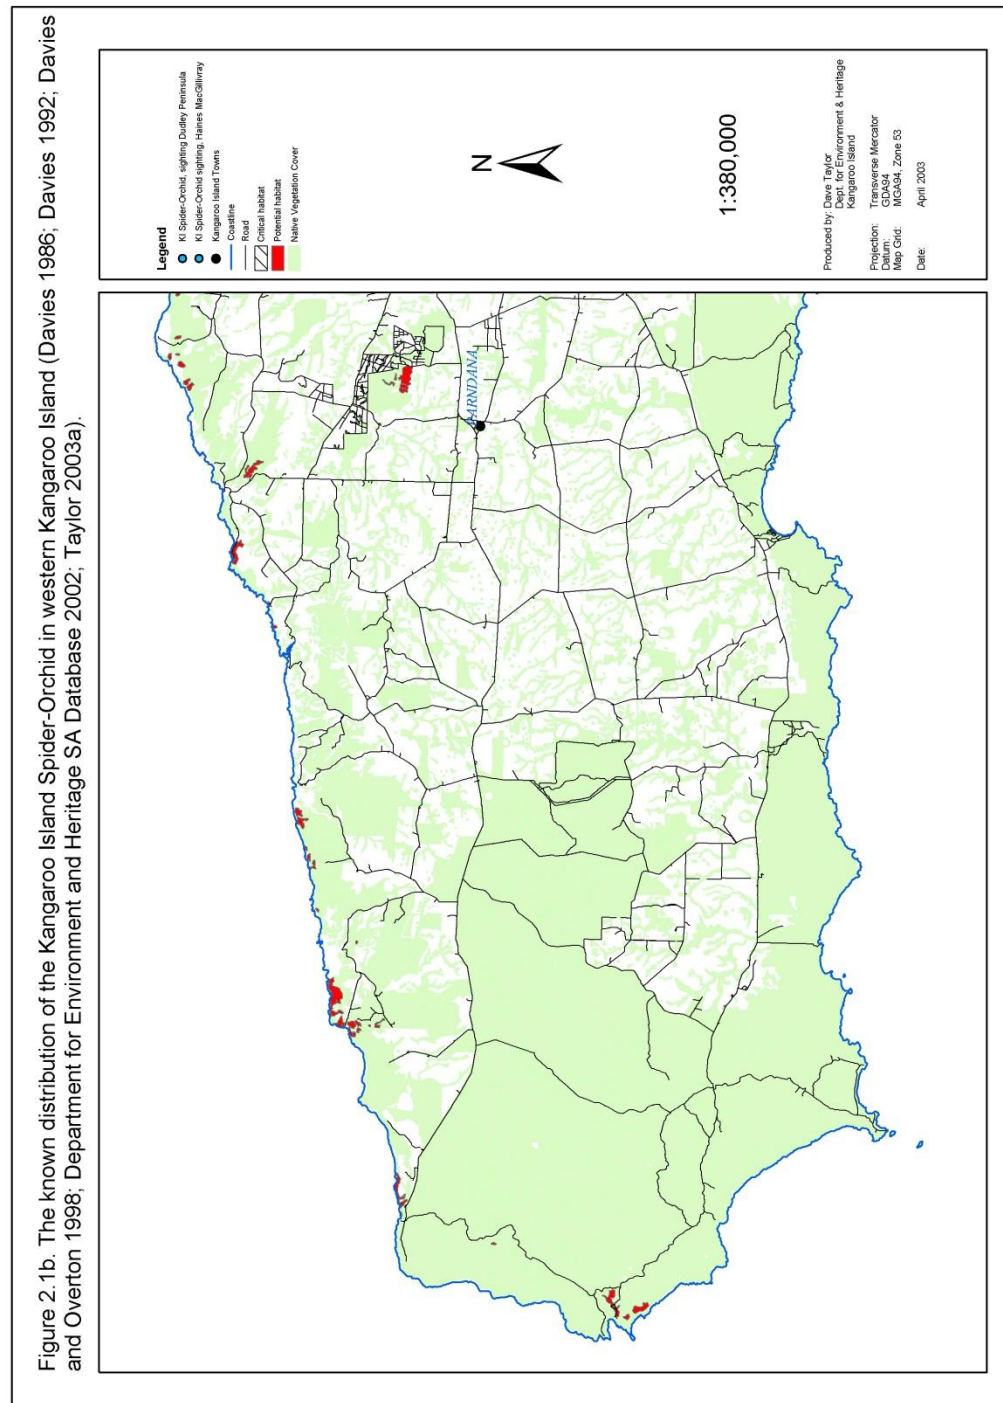 Figure 2.1b. The known distribution of the Kangaroo Island Spider-Orchid in western Kangaroo Island (Davies 1986; Davies 1992; Davies
and Overton 1998; Department for Environment and Heritage SA Database 2002; Taylor 2003a).
PARNDANA
Legend
KI Spider-Orchid, sighting Dudley Peninsula
KI Spider-Orchid sighting, Haines MacGillivray
Kangaroo Island Towns
Coastline
Road
Critical habitat
Potential habitat
Native Vegetation Cover
N
1:380,000
Produced by: Dave Taylor
Dept. for Environment & Heritage
Kangaroo Island
Projection: Transverse Mercator
Datum: GDA94
Map Grid: MGA94, Zone 53
Date: April 2003